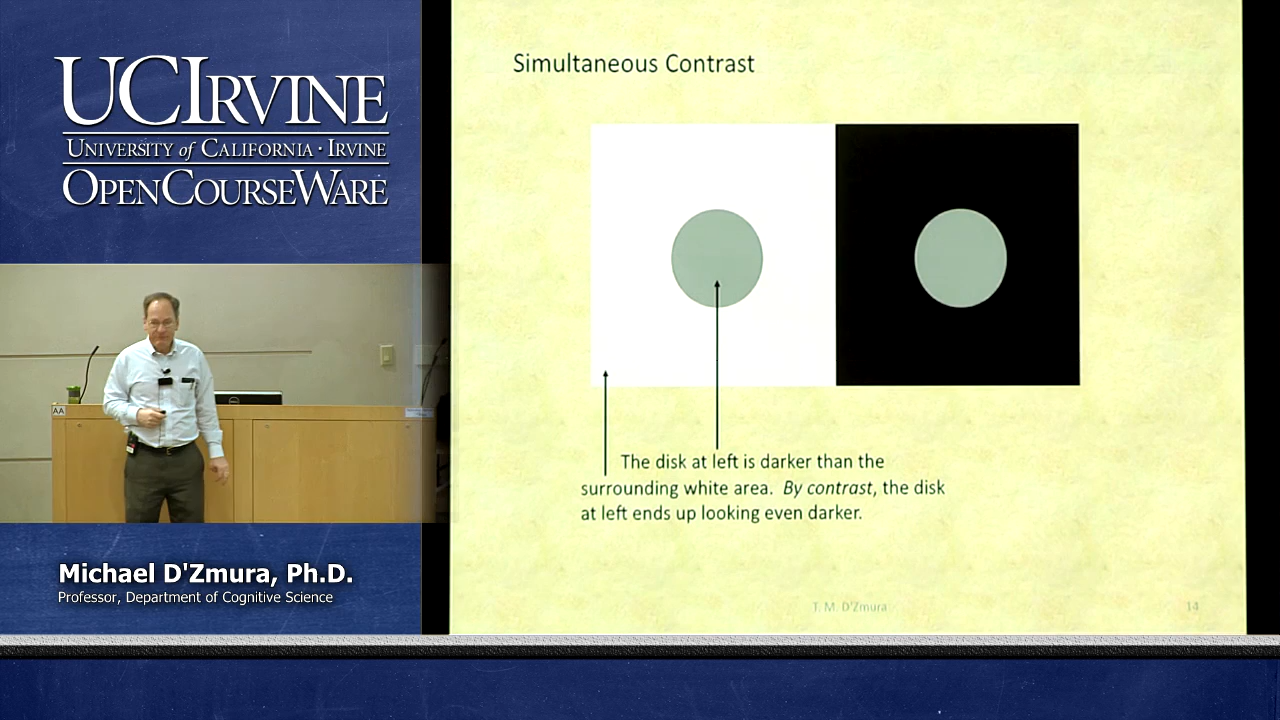 UCIRVINE
UNIVERSITY of CALIFORNIA · IRVINE
OPENCOURSEWARE
AA
Michael D'Zmura, Ph.D.
Professor, Department of Cognitive Science
Simultaneous Contrast
The disk at left is darker than the
surrounding white area. By contrast, the disk
at left ends up looking even darker.
T. M. D'Zmura
14